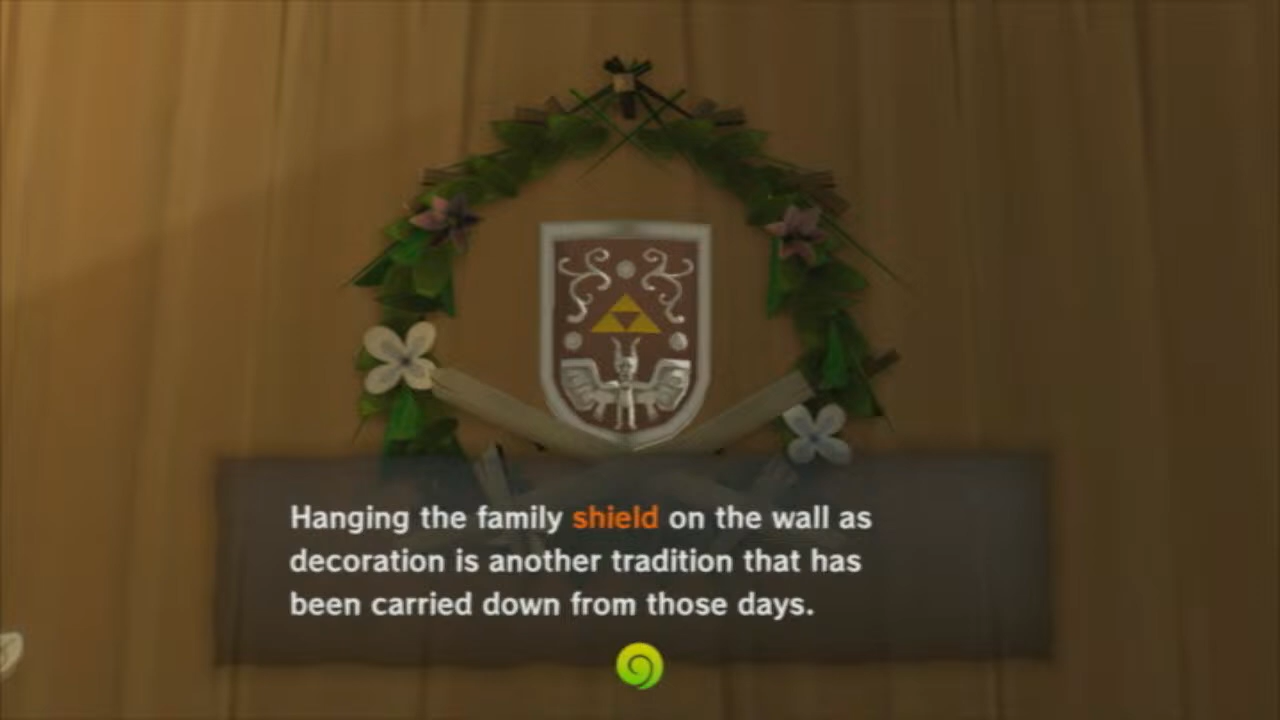 Hanging the family shield on the wall as
decoration is another tradition that has
been carried down from those days.